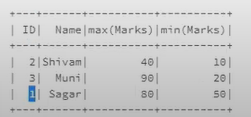 +---+------+----------+----------+
| ID| Name|max(Marks)|min(Marks)|
+---+------+----------+----------+
| 2|Shivam| 40| 10|
| 3| Muni| 90| 20|
| 1| Sagar| 80| 50|
+---+------+----------+----------+